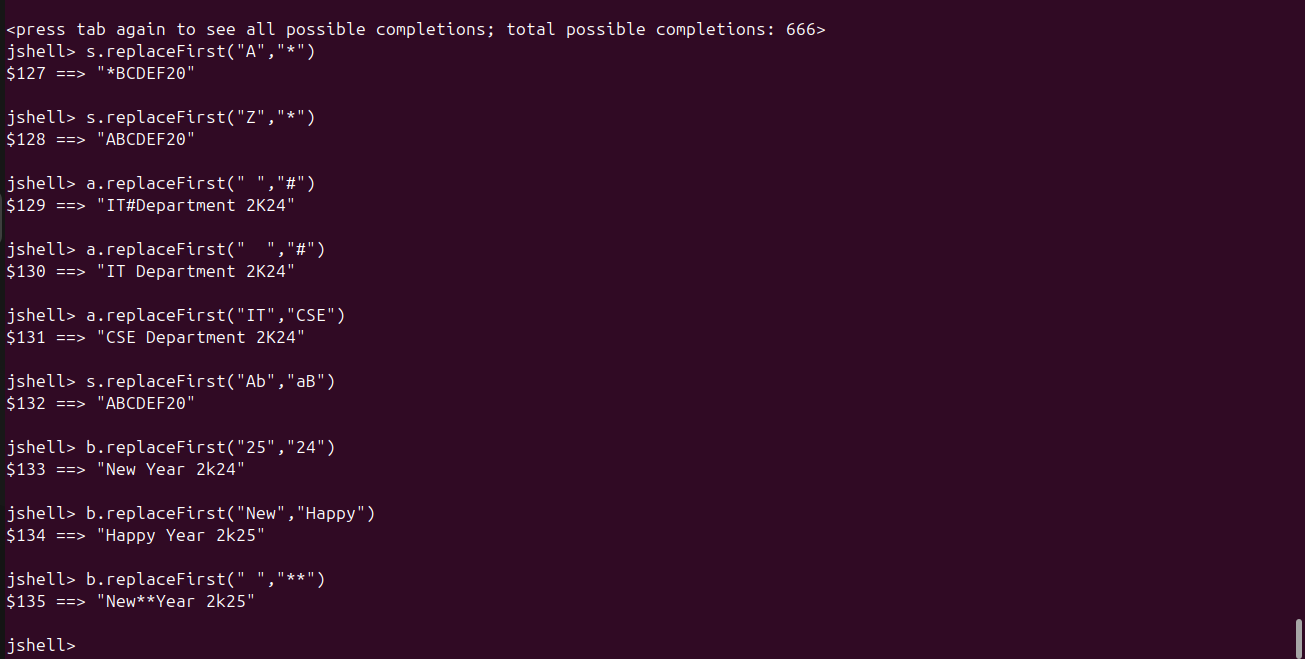 <press tab again to see all possible completions; total possible completions: 666>
jshell> s.replaceFirst("A","*")
$127 ==> "*BCDEF20"
jshell> s.replaceFirst("Z","*")
$128 ==> "ABCDEF20"
jshell> a.replaceFirst(" ","#")
$129 ==> "IT#Department 2K24"
jshell> a.replaceFirst("  ","#")
$130 ==> "IT Department 2K24"
jshell> a.replaceFirst("IT","CSE")
$131 ==> "CSE Department 2K24"
jshell> s.replaceFirst("Ab","aB")
$132 ==> "ABCDEF20"
jshell> b.replaceFirst("25","24")
$133 ==> "New Year 2k24"
jshell> b.replaceFirst("New","Happy")
$134 ==> "Happy Year 2k25"
jshell> b.replaceFirst(" ","**")
$135 ==> "New**Year 2k25"
jshell>